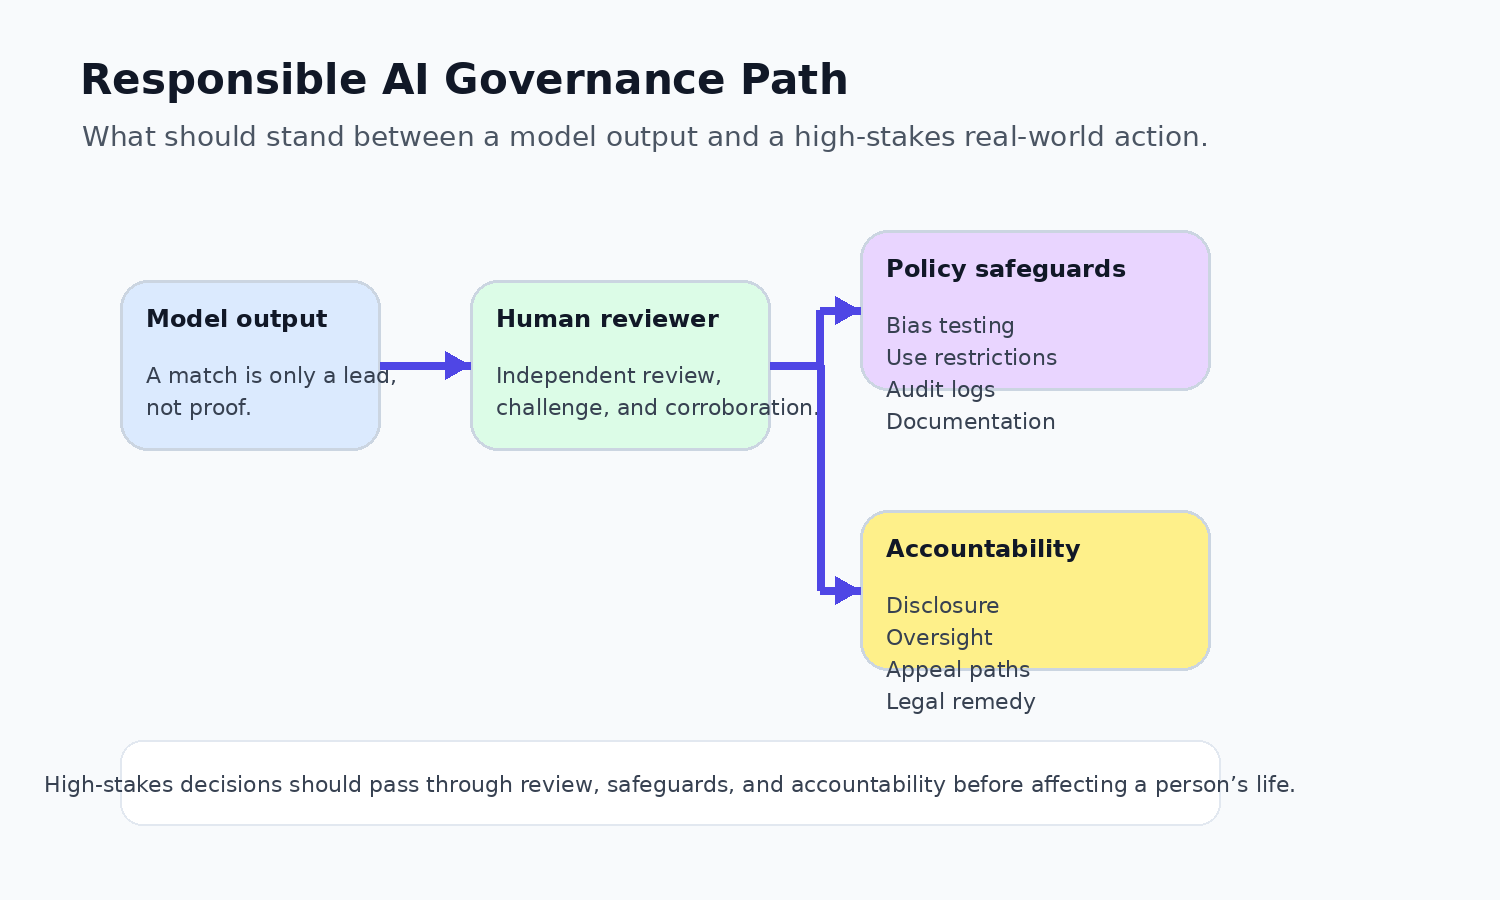 Responsible AI Governance Path
What should stand between a model output and a high-stakes real-world action.
Model output
A match is only a lead,
not proof.
Human reviewer
Independent review,
challenge, and corroboration.
Policy safeguards
Bias testing
Use restrictions
Audit logs
Documentation
Accountability
Disclosure
Oversight
Appeal paths
Legal remedy
High-stakes decisions should pass through review, safeguards, and accountability before affecting a person’s life.